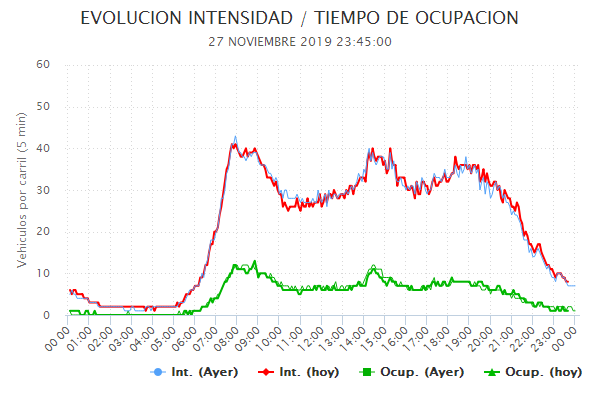 EVOLUCION INTENSIDAD / TIEMPO DE OCUPACION
27 NOVIEMBRE 2019 23:45:00
Vehiculos por carril (5 min)
60
50
40
30
20
10
0
00:00 01:00 02:00 03:00 04:00 05:00 06:00 07:00 08:00 09:00 10:00 11:00 12:00 13:00 14:00 15:00 16:00 17:00 18:00 19:00 20:00 21:00 22:00 23:00 00:00
Int. (Ayer) Int. (hoy) Ocup. (Ayer) Ocup. (hoy)